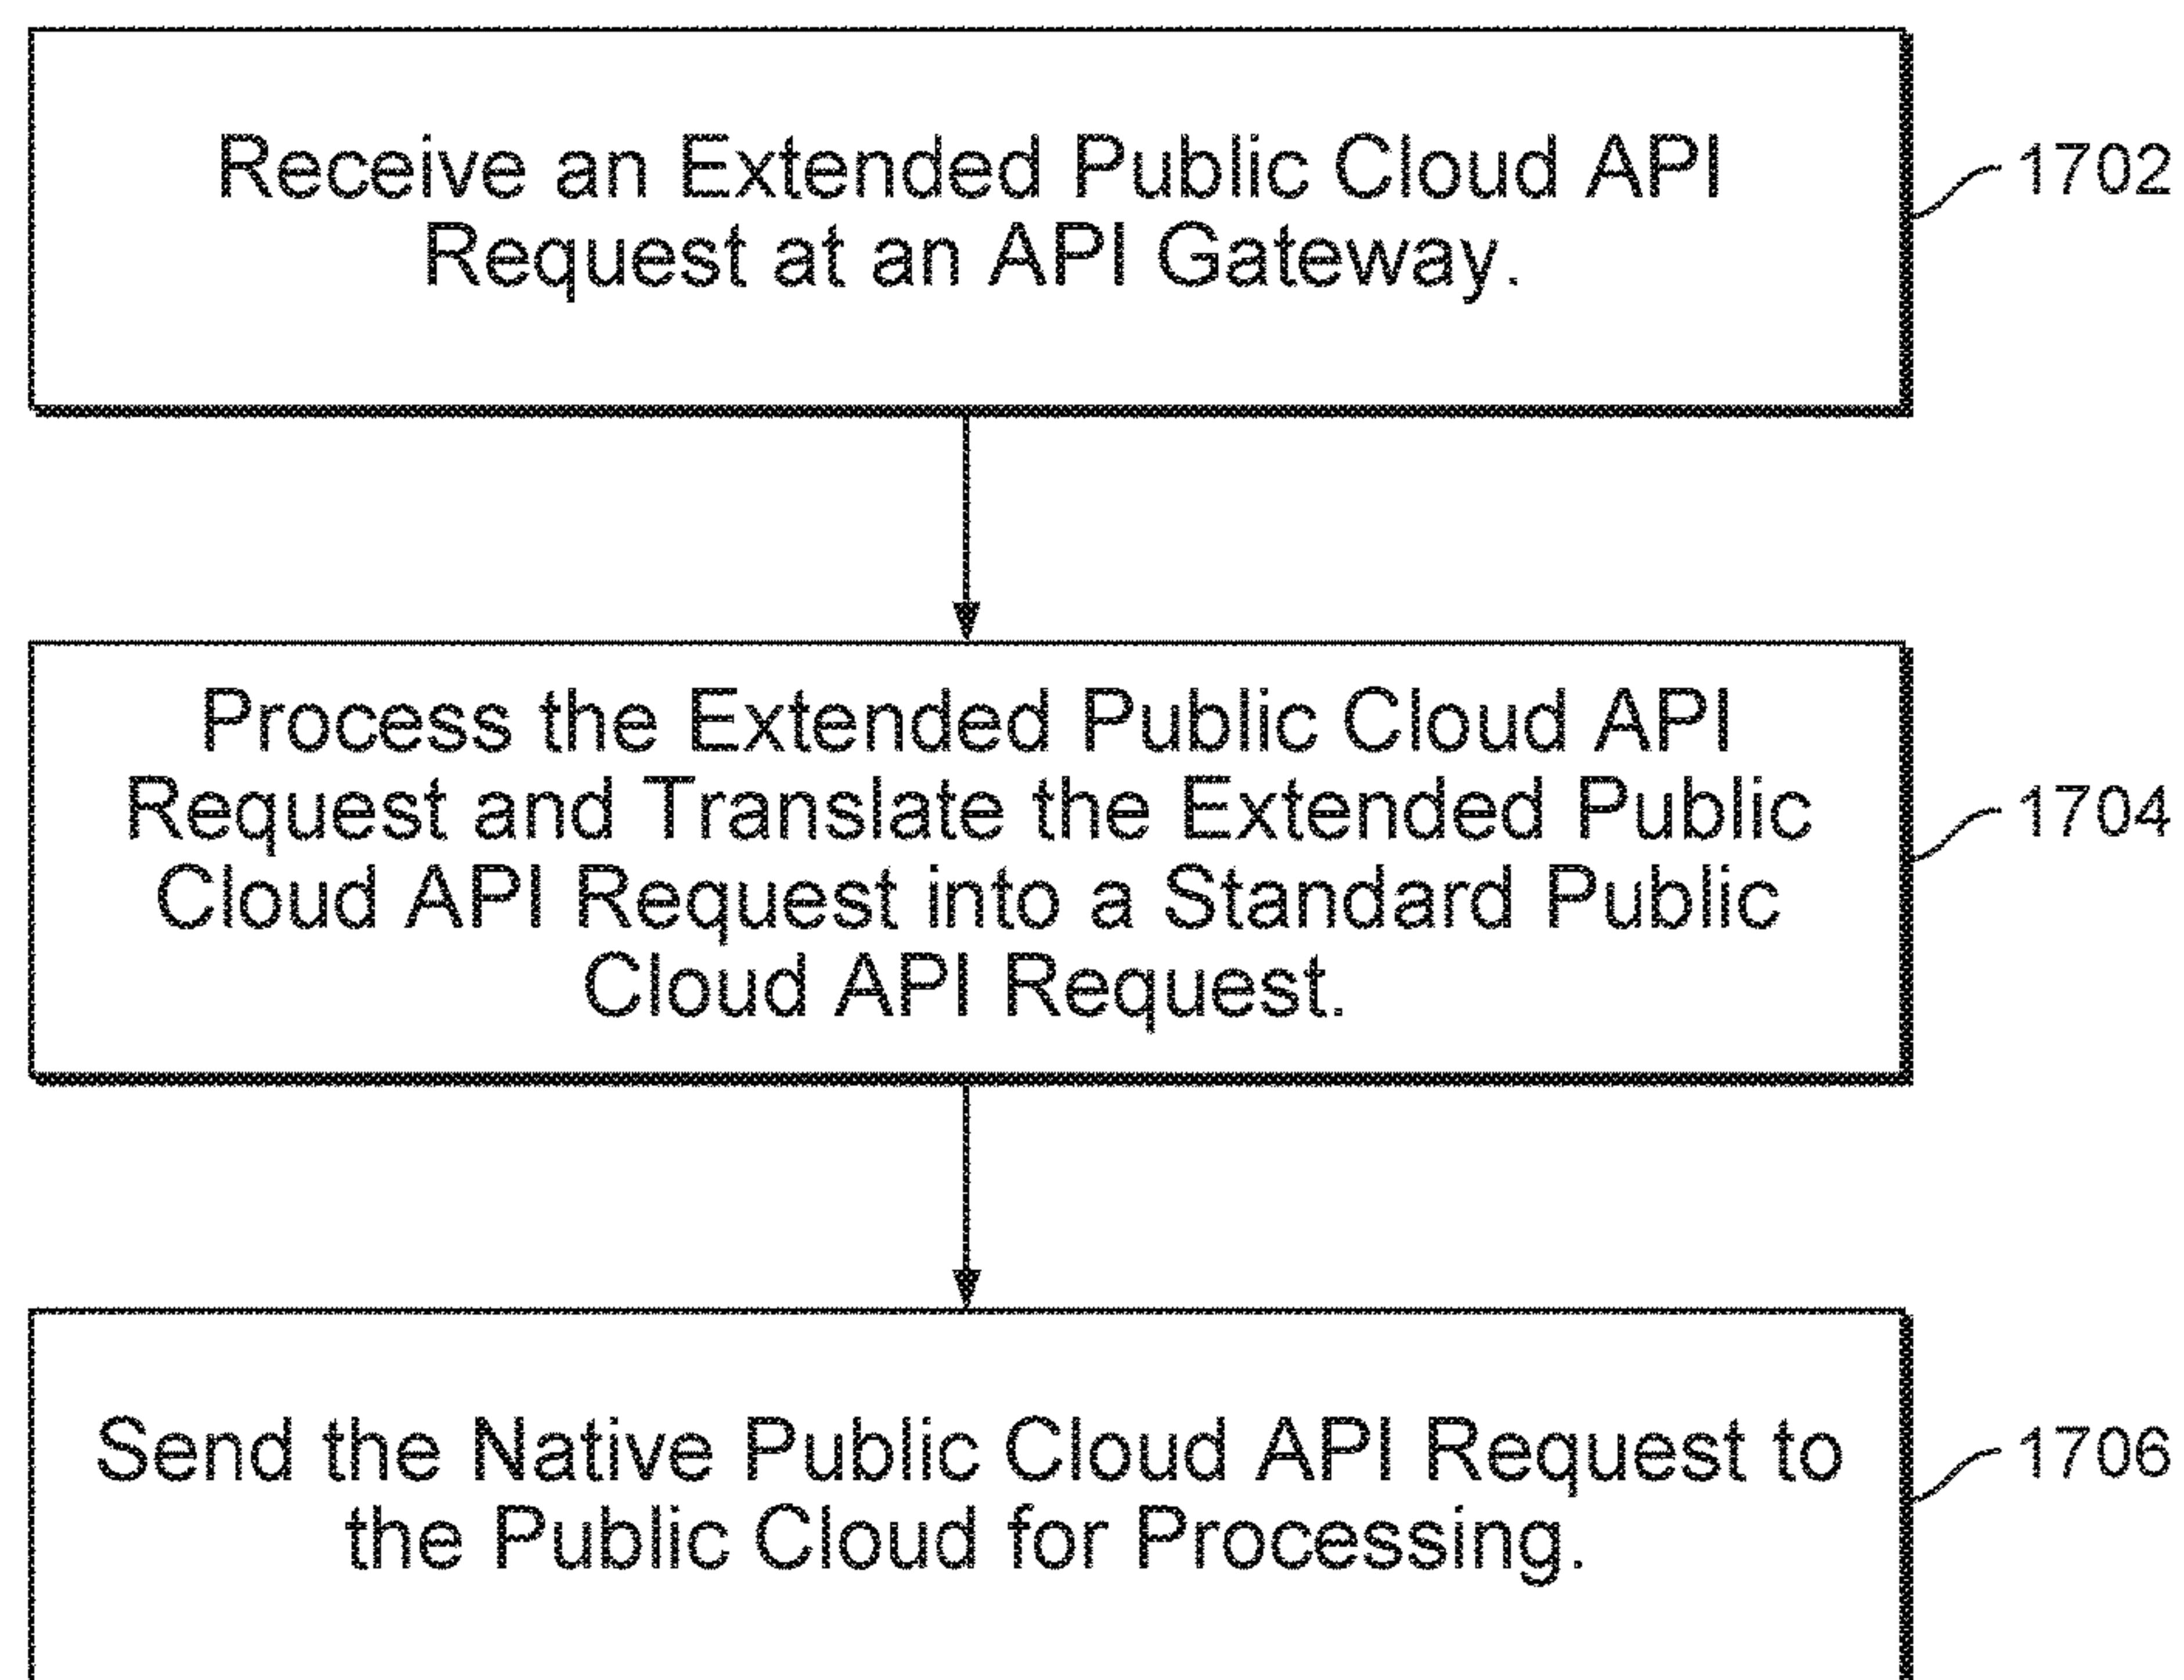 Receive an Extended Public Cloud API
Request at an API Gateway.
1702
Process the Extended Public Cloud API
Request and Translate the Extended Public
Cloud API Request into a Standard Public
Cloud API Request.
1704
Send the Native Public Cloud API Request to
the Public Cloud for Processing.
1706